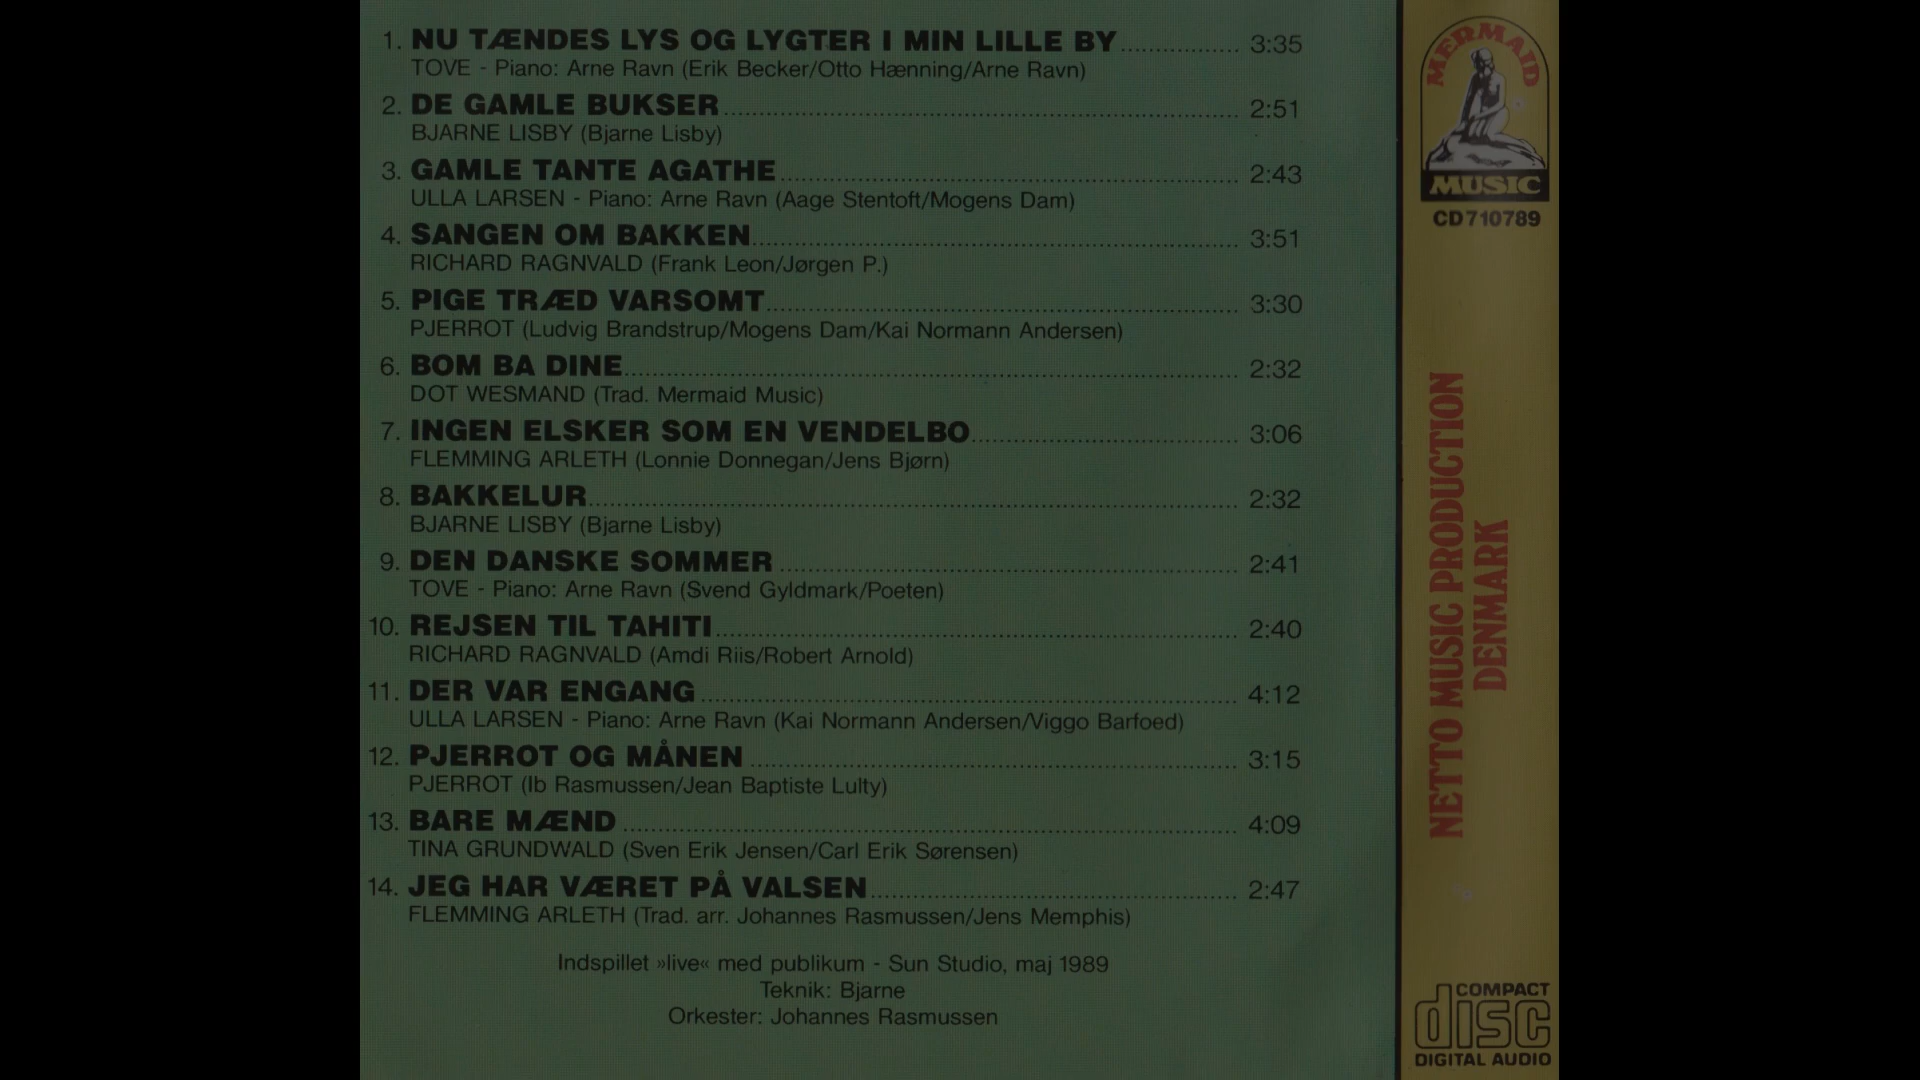 1. NU TÆNDES LYS OG LYGTER I MIN LILLE BY 3:35
TOVE - Piano: Arne Ravn (Erik Becker/Otto Hænning/Arne Ravn)
2. DE GAMLE BUKSER 2:51
BJARNE LISBY (Bjarne Lisby)
3. GAMLE TANTE AGATHE 2:43
ULLA LARSEN - Piano: Arne Ravn (Aage Stentoft/Mogens Dam)
4. SANGEN OM BAKKEN 3:51
RICHARD RAGNVALD (Frank Leon/Jørgen P.)
5. PIGE TRÆD VARSOMT 3:30
PJERROT (Ludvig Brandstrup/Mogens Dam/Kai Normann Andersen)
6. BOM BA DINE 2:32
DOT WESMAND (Trad. Mermaid Music)
7. INGEN ELSKER SOM EN VENDELBO 3:06
FLEMMING ARLETH (Lonnie Donnegan/Jens Bjørn)
8. BAKKELUR 2:32
BJARNE LISBY (Bjarne Lisby)
9. DEN DANSKE SOMMER 2:41
TOVE - Piano: Arne Ravn (Svend Gyldmark/Poeten)
10. REJSEN TIL TAHITI 2:40
RICHARD RAGNVALD (Amdi Riis/Robert Arnold)
11. DER VAR ENGANG 4:12
ULLA LARSEN - Piano: Arne Ravn (Kai Normann Andersen/Viggo Barfoed)
12. PJERROT OG MÅNEN 3:15
PJERROT (Ib Rasmussen/Jean Baptiste Lulty)
13. BARE MÆND 4:09
TINA GRUNDWALD (Sven Erik Jensen/Carl Erik Sørensen)
14. JEG HAR VÆRET PÅ VALSEN 2:47
FLEMMING ARLETH (Trad. arr. Johannes Rasmussen/Jens Memphis)
Indspillet »live« med publikum - Sun Studio, maj 1989
Teknik: Bjarne
Orkester: Johannes Rasmussen
MERMAID
MUSIC
CD 710789
NETTO MUSIC PRODUCTION
DENMARK
COMPACT
disc
DIGITAL AUDIO